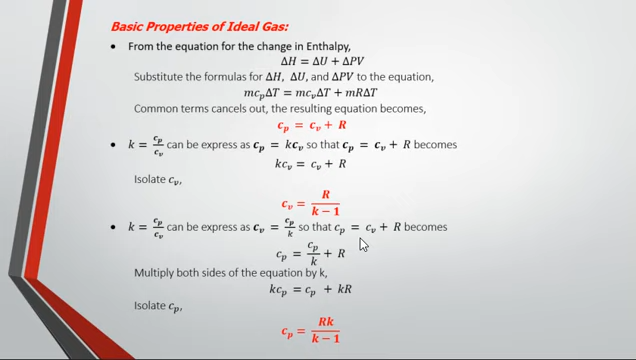 Basic Properties of Ideal Gas:
• From the equation for the change in Enthalpy,
ΔH = ΔU + ΔPV
Substitute the formulas for ΔH, ΔU, and ΔPV to the equation,
mc_pΔT = mc_vΔT + mRΔT
Common terms cancels out, the resulting equation becomes,
c_p = c_v + R
• k = c_p/c_v can be express as c_p = kc_v so that c_p = c_v + R becomes
kc_v = c_v + R
Isolate c_v,
c_v = R/(k−1)
• k = c_p/c_v can be express as c_v = c_p/k so that c_p = c_v + R becomes
c_p = c_p/k + R
Multiply both sides of the equation by k,
kc_p = c_p + kR
Isolate c_p,
c_p = Rk/(k−1)